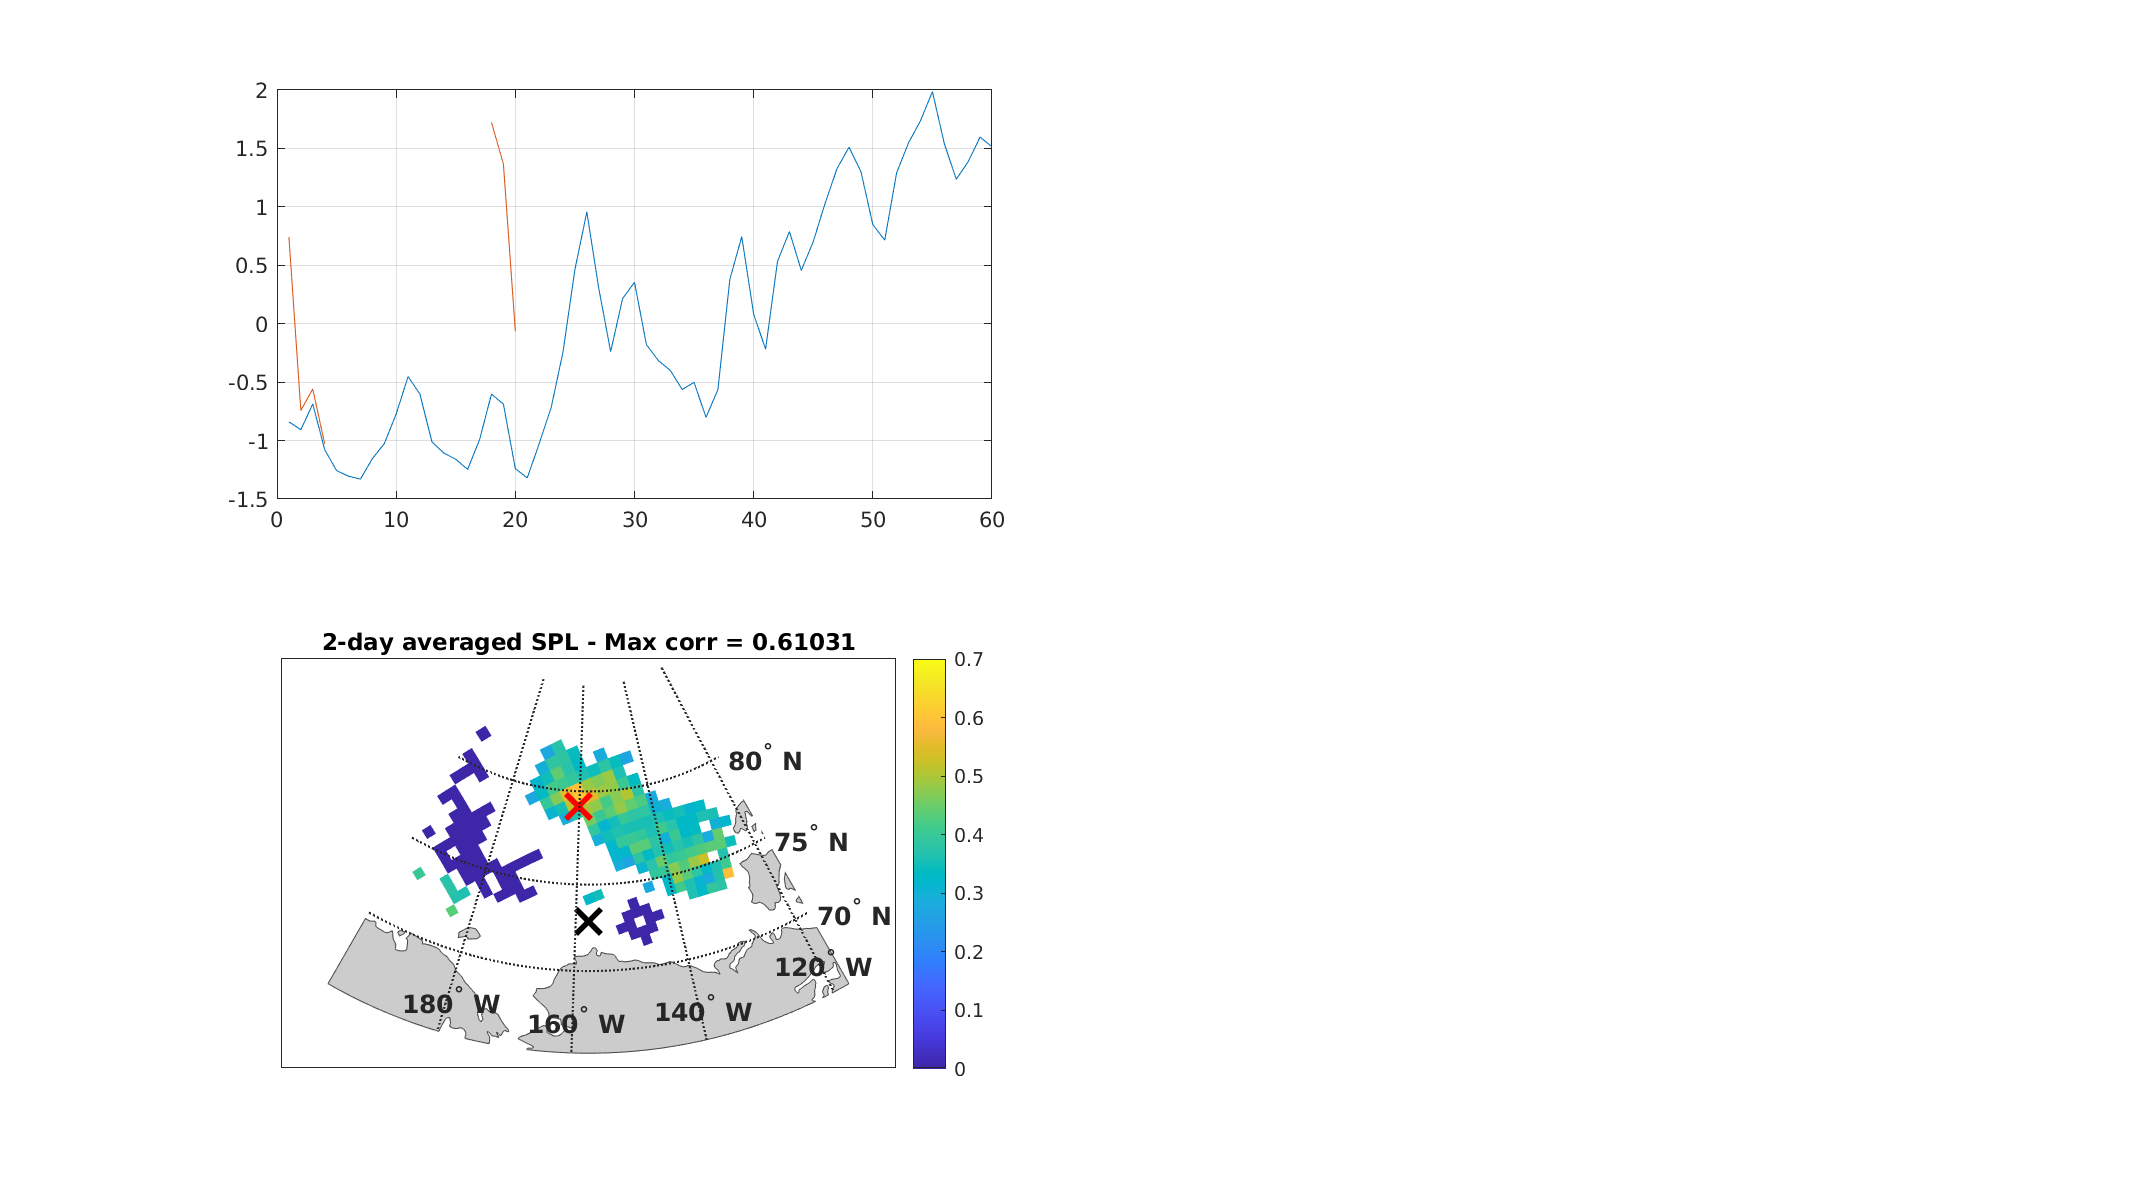 2
1.5
1
0.5
0
-0.5
-1
-1.5
0 10 20 30 40 50 60
2-day averaged SPL - Max corr = 0.61031
80° N
75° N
70° N
120° W
180° W
160° W
140° W
0.7
0.6
0.5
0.4
0.3
0.2
0.1
0